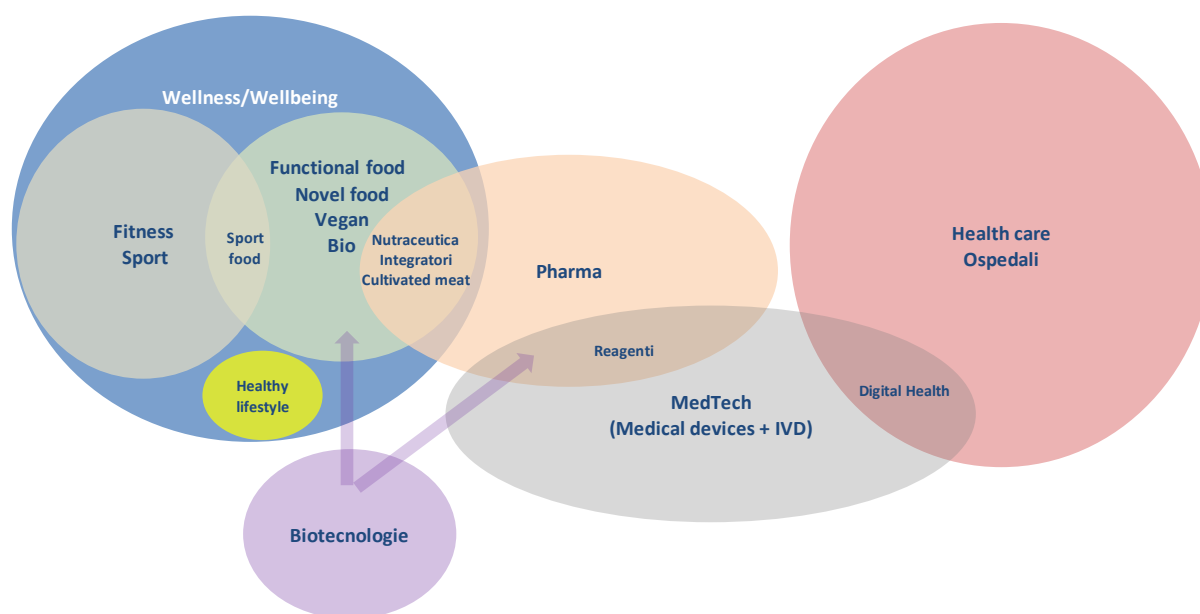 Wellness/Wellbeing
Fitness
Sport
Sport
food
Functional food
Novel food
Vegan
Bio
Nutraceutica
Integratori
Cultivated meat
Healthy
lifestyle
Pharma
Reagenti
MedTech
(Medical devices + IVD)
Digital Health
Health care
Ospedali
Biotecnologie